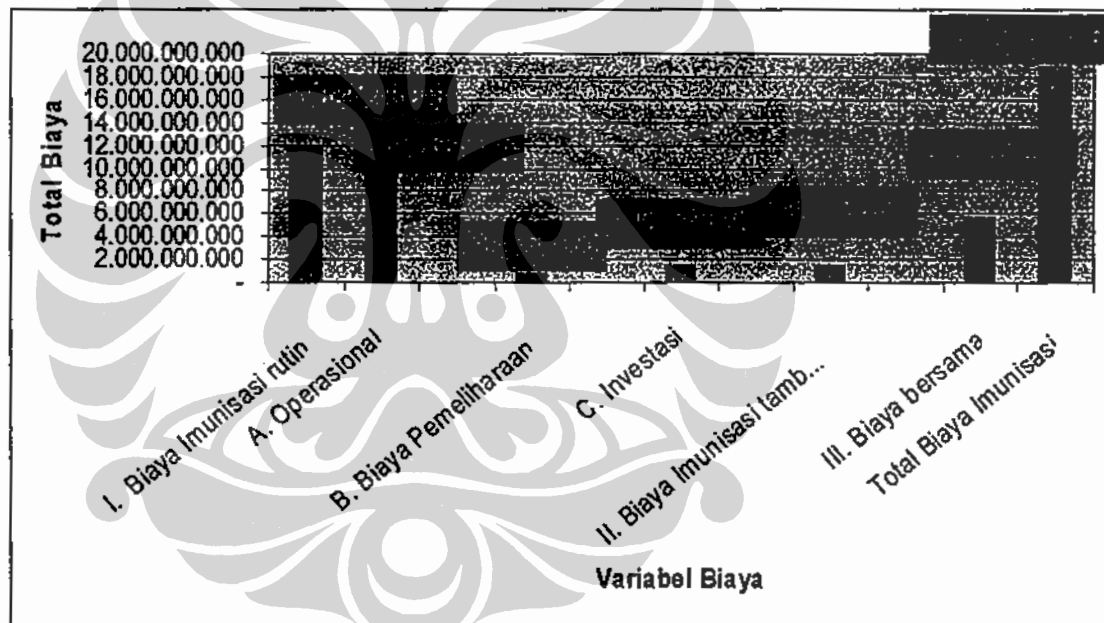 Total Biaya
20.000.000.000
18.000.000.000
16.000.000.000
14.000.000.000
12.000.000.000
10.000.000.000
8.000.000.000
6.000.000.000
4.000.000.000
2.000.000.000
-
I. Biaya Imunisasi rutin
A. Operasional
B. Biaya Pemeliharaan
C. Investasi
II. Biaya Imunisasi tamb...
III. Biaya bersama
Total Biaya Imunisasi
Variabel Biaya